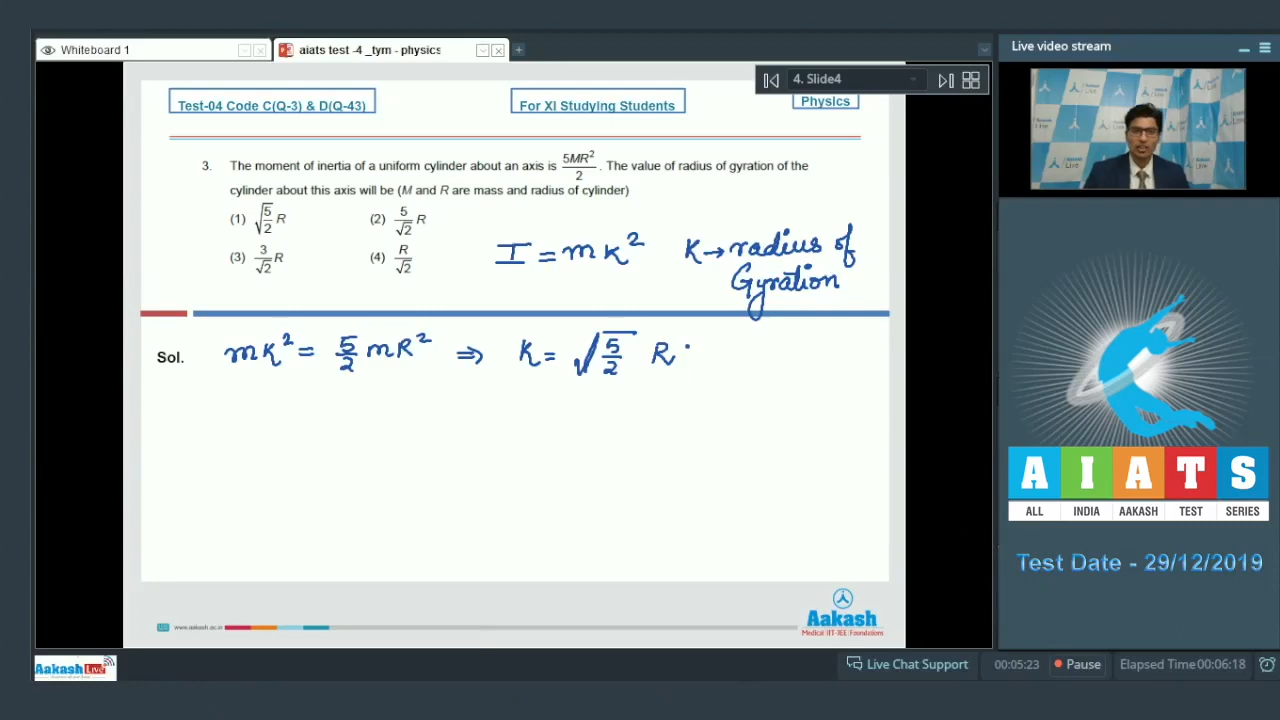 Whiteboard 1
aiats test -4 _tym - physics
Live video stream
4. Slide4
Test-04 Code C(Q-3) & D(Q-43)
For XI Studying Students
Physics
3. The moment of inertia of a uniform cylinder about an axis is 5MR²/2. The value of radius of gyration of the
cylinder about this axis will be (M and R are mass and radius of cylinder)
(1) √(5/2) R (2) 5/√2 R
(3) 3/√2 R (4) R/√2
I = mK² K → radius of
Gyration
Sol. mK² = 5/2 mR² ⇒ K = √(5/2) R
A I A T S
ALL INDIA AAKASH TEST SERIES
Test Date - 29/12/2019
www.aakash.ac.in
Aakash
Medical|IIT-JEE|Foundations
Aakash Live
Live Chat Support
00:05:23
Pause
Elapsed Time 00:06:18